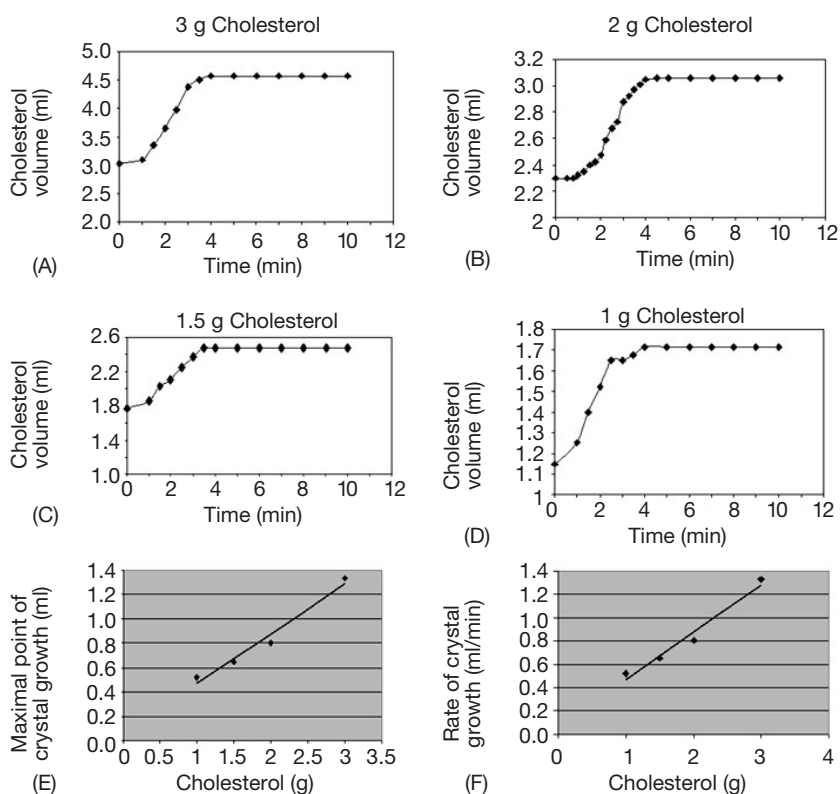 3 g Cholesterol
5.0
4.5
4.0
3.5
3.0
2.5
2.0
Cholesterol
volume (ml)
0 2 4 6 8 10 12
Time (min)
(A)
2 g Cholesterol
3.2
3.0
2.8
2.6
2.4
2.2
2
Cholesterol
volume (ml)
0 2 4 6 8 10 12
Time (min)
(B)
1.5 g Cholesterol
2.6
2.2
1.8
1.4
1.0
Cholesterol
volume (ml)
0 2 4 6 8 10 12
Time (min)
(C)
1 g Cholesterol
1.8
1.7
1.6
1.5
1.4
1.3
1.2
1.1
1
Cholesterol
volume (ml)
0 2 4 6 8 10 12
Time (min)
(D)
1.4
1.2
1.0
0.8
0.6
0.4
0.2
0.0
Maximal point of
crystal growth (ml)
0 0.5 1 1.5 2 2.5 3 3.5
Cholesterol (g)
(E)
1.4
1.2
1.0
0.8
0.6
0.4
0.2
0.0
Rate of crystal
growth (ml/min)
0 1 2 3 4
Cholesterol (g)
(F)